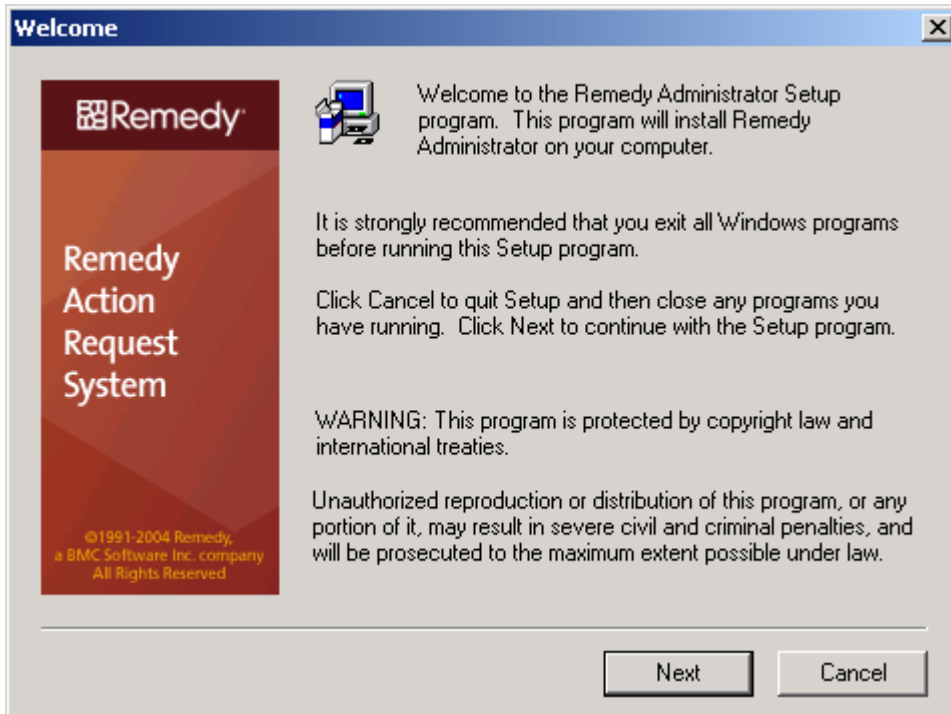 Welcome
Remedy
Remedy
Action
Request
System
©1991-2004 Remedy,
a BMC Software Inc. company
All Rights Reserved
Welcome to the Remedy Administrator Setup
program.  This program will install Remedy
Administrator on your computer.
It is strongly recommended that you exit all Windows programs
before running this Setup program.
Click Cancel to quit Setup and then close any programs you
have running.  Click Next to continue with the Setup program.
WARNING: This program is protected by copyright law and
international treaties.
Unauthorized reproduction or distribution of this program, or any
portion of it, may result in severe civil and criminal penalties, and
will be prosecuted to the maximum extent possible under law.
Next
Cancel